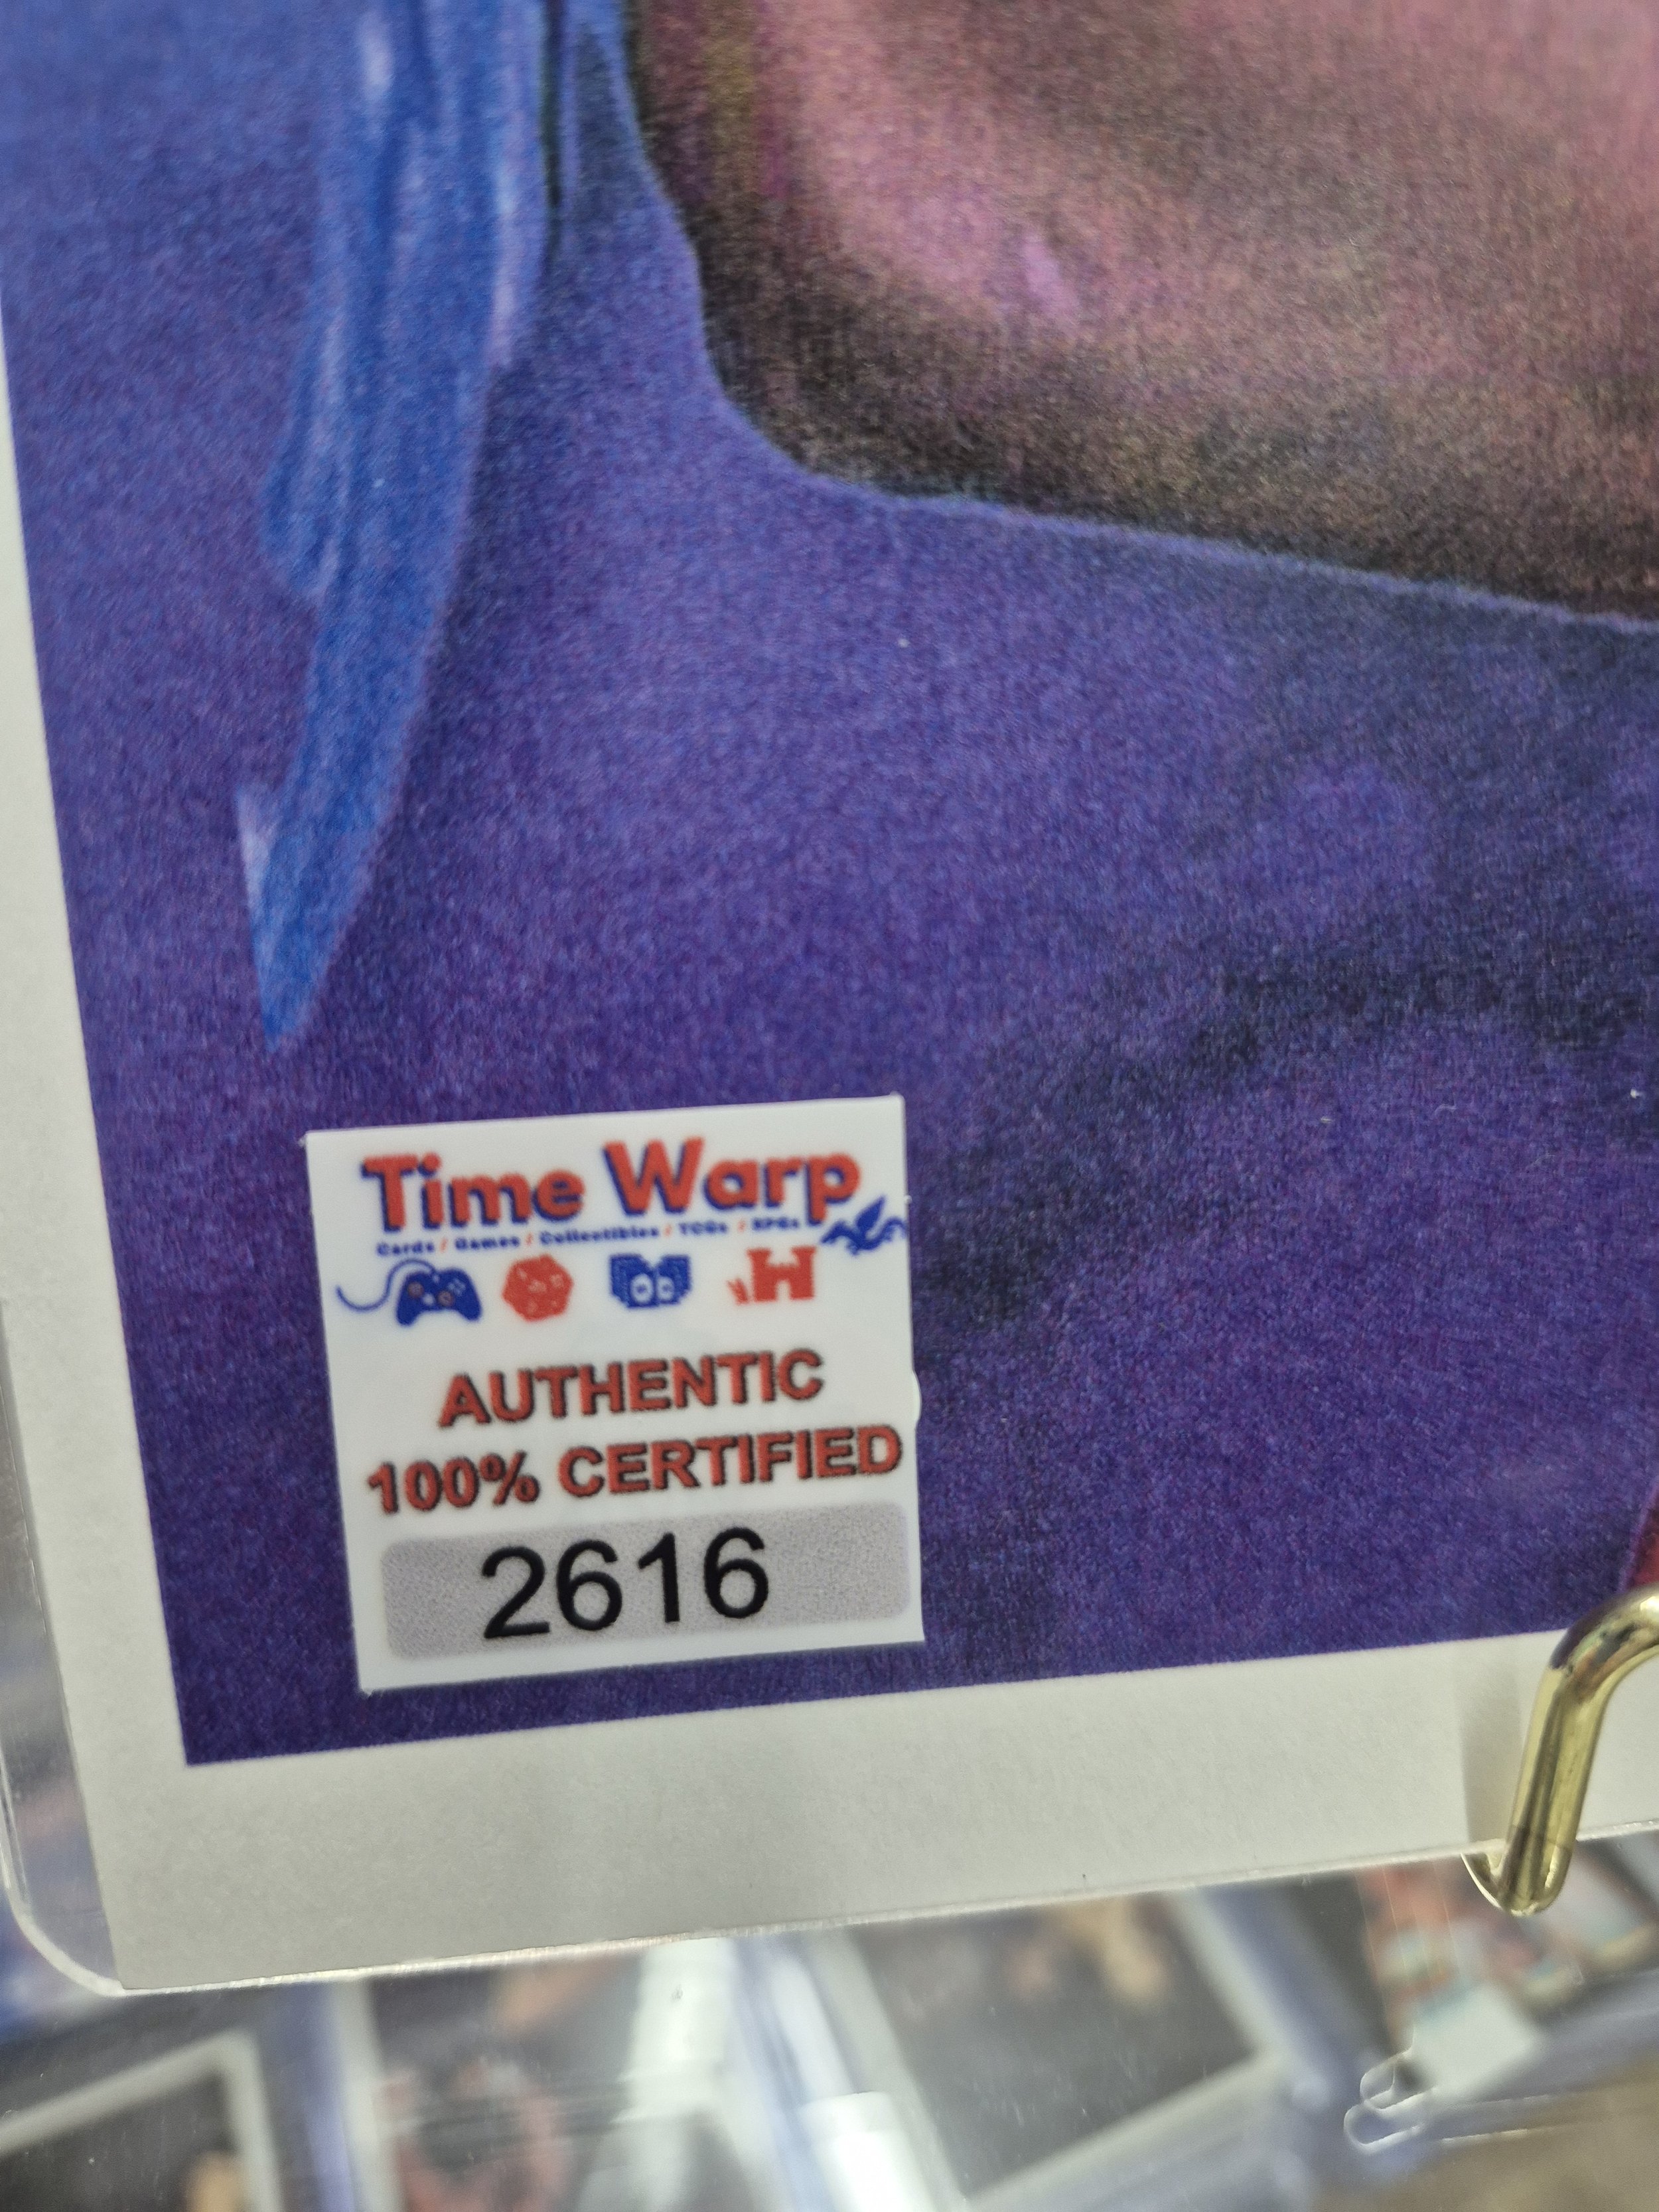 Time Warp
Cards / Games / Collectibles / TCGs / RPGs
AUTHENTIC
100% CERTIFIED
2616